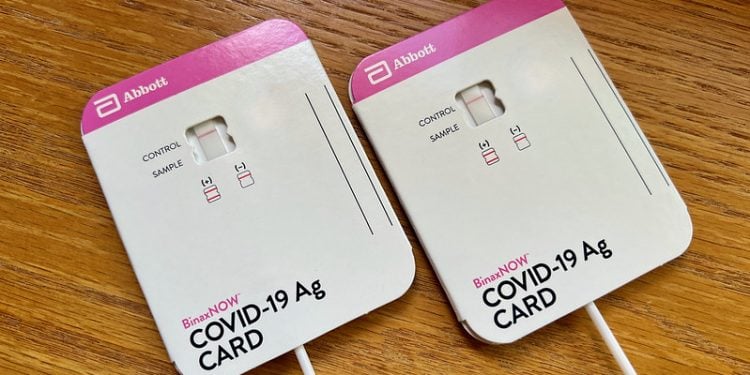 Abbott
CONTROL
SAMPLE
(+) (-)
BinaxNOW™
COVID-19 Ag
CARD
Abbott
CONTROL
SAMPLE
(+) (-)
BinaxNOW™
COVID-19 Ag
CARD